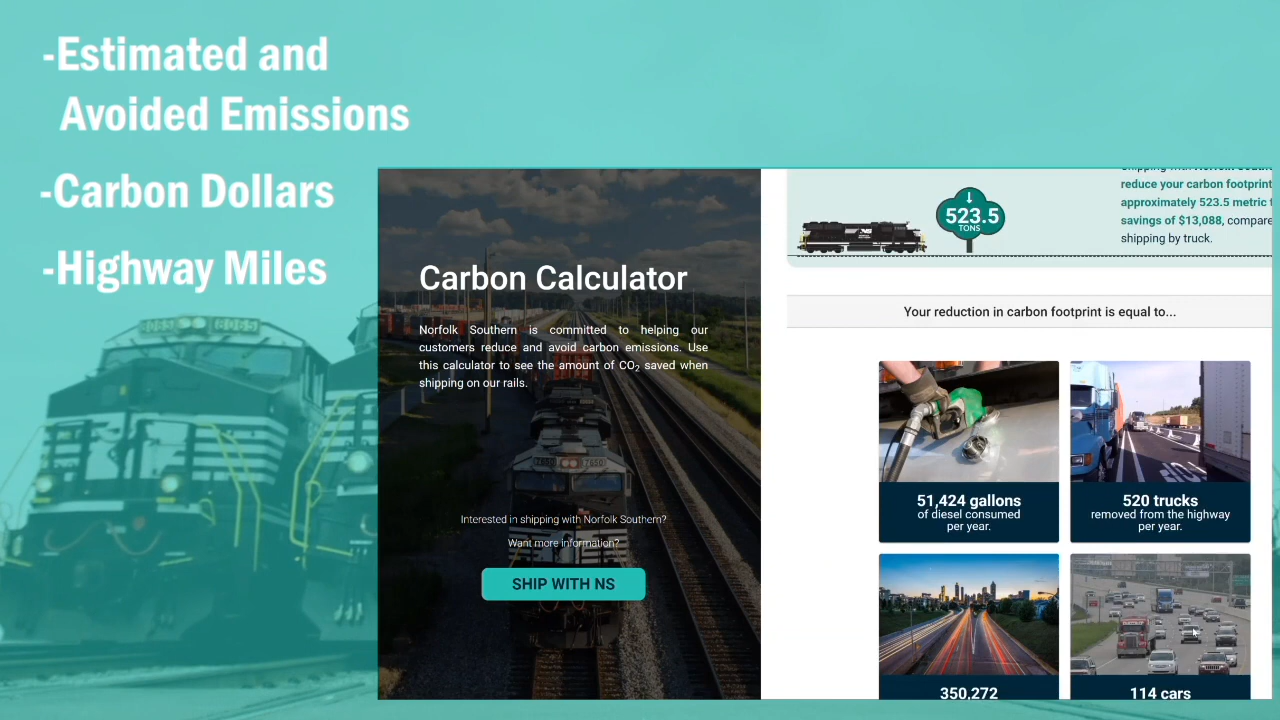 -Estimated and
Avoided Emissions
-Carbon Dollars
-Highway Miles
Carbon Calculator
Norfolk Southern is committed to helping our
customers reduce and avoid carbon emissions. Use
this calculator to see the amount of CO₂ saved when
shipping on our rails.
Interested in shipping with Norfolk Southern?
Want more information?
SHIP WITH NS
reduce your carbon footprint
approximately 523.5 metric
savings of $13,088, compare
shipping by truck.
523.5
TONS
Your reduction in carbon footprint is equal to...
51,424 gallons
of diesel consumed
per year.
520 trucks
removed from the highway
per year.
350,272
114 cars